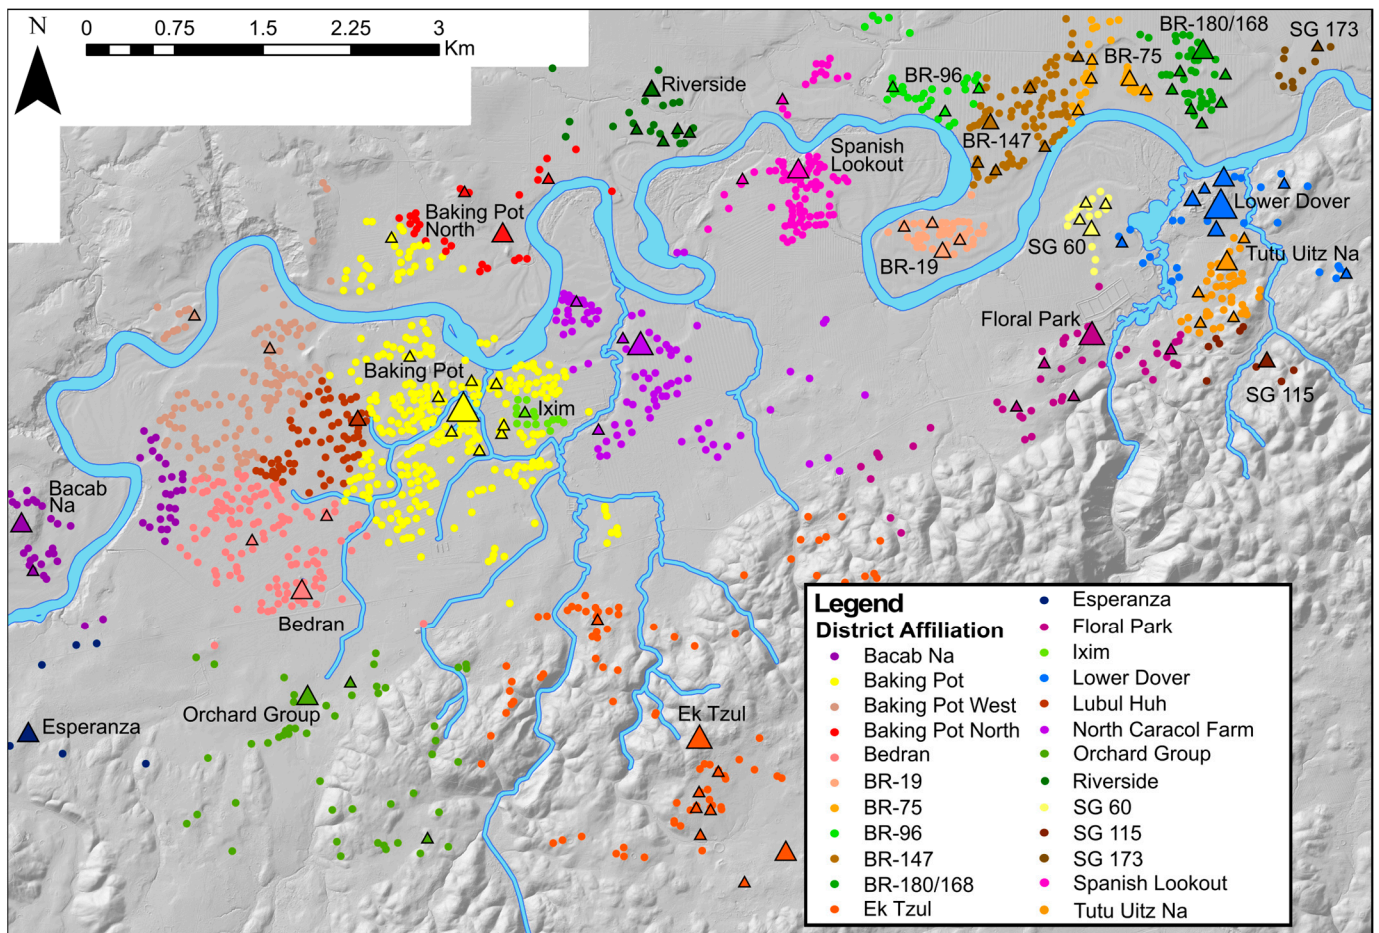 N
0 0.75 1.5 2.25 3
Km
BR-180/168
SG 173
BR-75
BR-96
Riverside
BR-147
Spanish
Lookout
Lower Dover
Baking Pot
North
SG 60
BR-19
Tutu Uitz Na
Floral Park
Baking Pot
Ixim
SG 115
Bacab
Na
Bedran
Orchard Group
Ek Tzul
Esperanza
Legend
District Affiliation
Bacab Na
Baking Pot
Baking Pot West
Baking Pot North
Bedran
BR-19
BR-75
BR-96
BR-147
BR-180/168
Ek Tzul
Esperanza
Floral Park
Ixim
Lower Dover
Lubul Huh
North Caracol Farm
Orchard Group
Riverside
SG 60
SG 115
SG 173
Spanish Lookout
Tutu Uitz Na